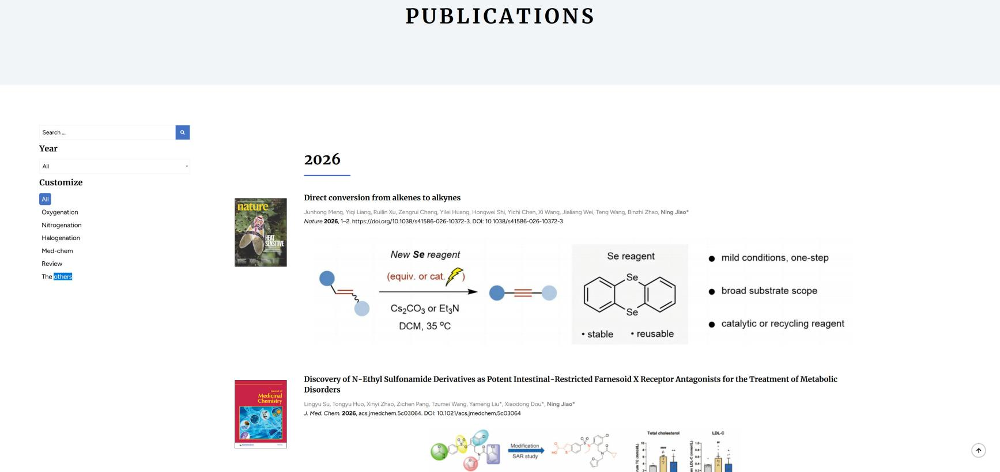 PUBLICATIONS
Search ...
Year
All
Customize
All
Oxygenation
Nitrogenation
Halogenation
Med-chem
Review
The others
2026
nature
HEAT
SENSITIVE
Direct conversion from alkenes to alkynes
Junhong Meng, Yiqi Liang, Ruilin Xu, Zengrui Cheng, Yilei Huang, Hongwei Shi, Yichi Chen, Xi Wang, Jialiang Wei, Teng Wang, Binzhi Zhao, Ning Jiao*
Nature 2026, 1–2. https://doi.org/10.1038/s41586-026-10372-3. DOI: 10.1038/s41586-026-10372-3
New Se reagent
(equiv. or cat. )
Cs₂CO₃ or Et₃N
DCM, 35 ºC
Se reagent
Se
Se
• stable • reusable
● mild conditions, one-step
● broad substrate scope
● catalytic or recycling reagent
Journal of
Medicinal
Chemistry
Discovery of N-Ethyl Sulfonamide Derivatives as Potent Intestinal-Restricted Farnesoid X Receptor Antagonists for the Treatment of Metabolic
Disorders
Lingyu Su, Tongyu Huo, Xinyi Zhao, Zichen Pang, Tzumei Wang, Yameng Liu*, Xiaodong Dou*, Ning Jiao*
J. Med. Chem. 2026, acs.jmedchem.5c03064. DOI: 10.1021/acs.jmedchem.5c03064
Modification
SAR study
Total cholesterol
LDL-C